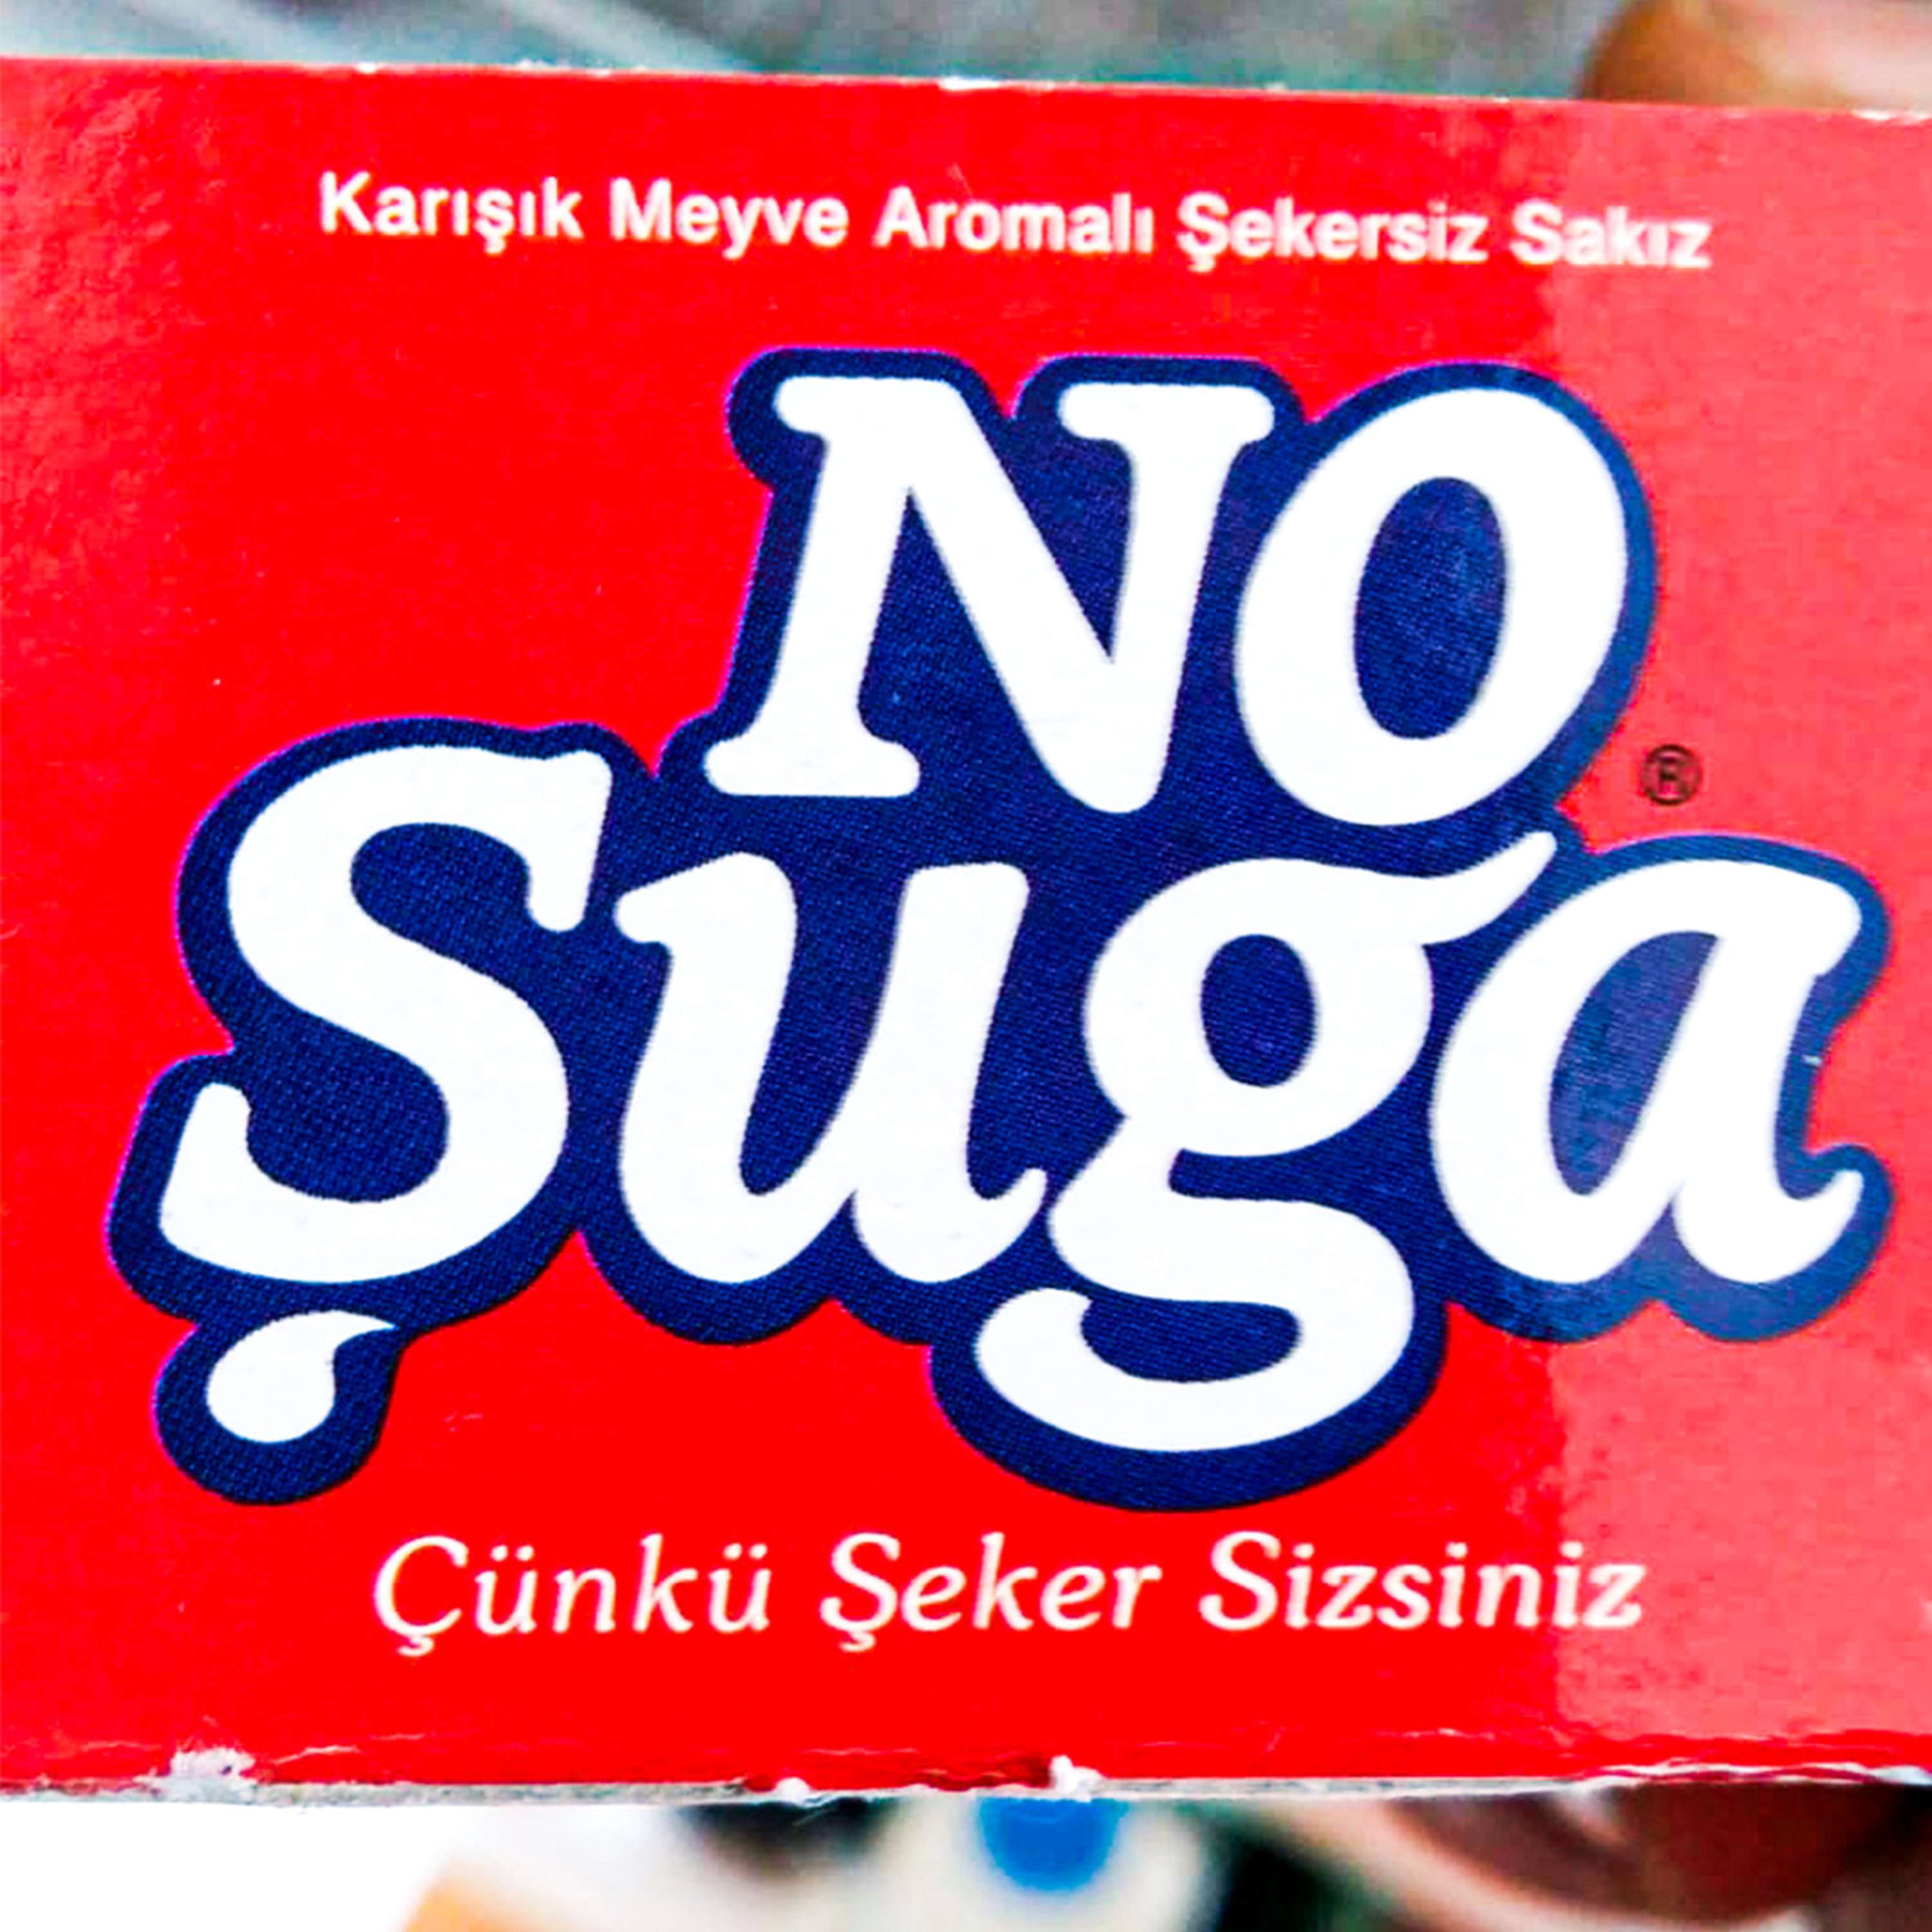 Karışık Meyve Aromalı Şekersiz Sakız
NO
Şuga
®
Çünkü Şeker Sizsiniz